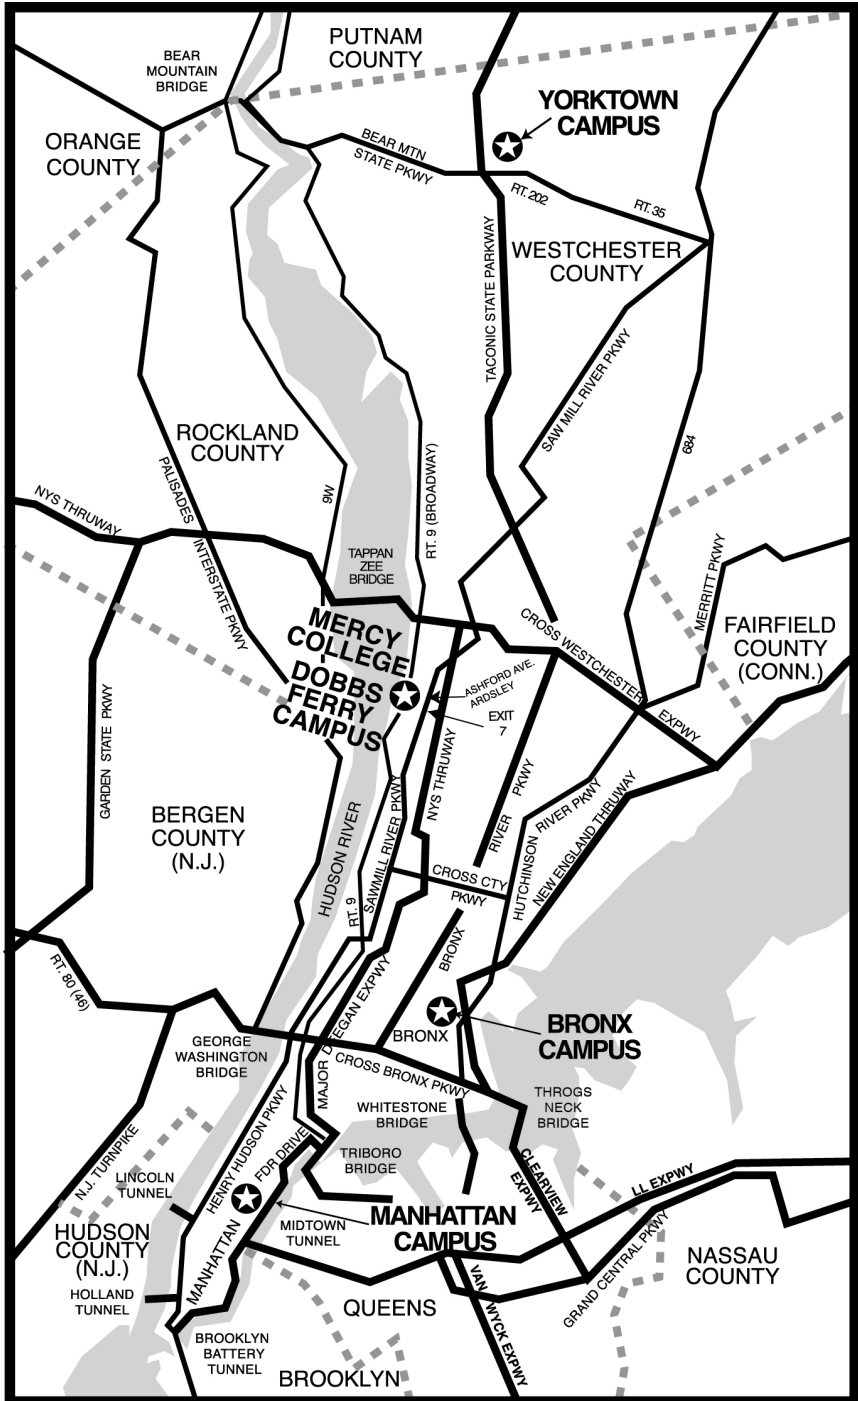 PUTNAM
COUNTY
BEAR
MOUNTAIN
BRIDGE
YORKTOWN
CAMPUS
ORANGE
COUNTY
BEAR MTN
STATE PKWY
RT. 202
RT. 35
WESTCHESTER
COUNTY
TACONIC STATE PARKWAY
SAW MILL RIVER PKWY
684
ROCKLAND
COUNTY
PALISADES
INTERSTATE PKWY
9W
RT. 9 (BROADWAY)
NYS THRUWAY
TAPPAN
ZEE
BRIDGE
MERRITT PKWY
MERCY
COLLEGE
DOBBS
FERRY
CAMPUS
CROSS WESTCHESTER
EXPWY
FAIRFIELD
COUNTY
(CONN.)
ASHFORD AVE.
ARDSLEY
EXIT
7
GARDEN STATE PKWY
NYS THRUWAY
RIVER PKWY
HUTCHINSON RIVER PKWY
NEW ENGLAND THRUWAY
BERGEN
COUNTY
(N.J.)
HUDSON RIVER
RT. 9
SAWMILL RIVER PKWY
CROSS CTY
PKWY
BRONX
RT. 80 (46)
MAJOR DEEGAN EXPWY
BRONX
BRONX
CAMPUS
GEORGE
WASHINGTON
BRIDGE
CROSS BRONX PKWY
WHITESTONE
BRIDGE
THROGS
NECK
BRIDGE
N.J. TURNPIKE
HENRY HUDSON PKWY
FDR DRIVE
TRIBORO
BRIDGE
LINCOLN
TUNNEL
CLEARVIEW
EXPWY
LL EXPWY
MANHATTAN
MIDTOWN
TUNNEL
MANHATTAN
CAMPUS
HUDSON
COUNTY
(N.J.)
GRAND CENTRAL PKWY
NASSAU
COUNTY
HOLLAND
TUNNEL
VAN WYCK EXPWY
QUEENS
BROOKLYN
BATTERY
TUNNEL
BROOKLYN